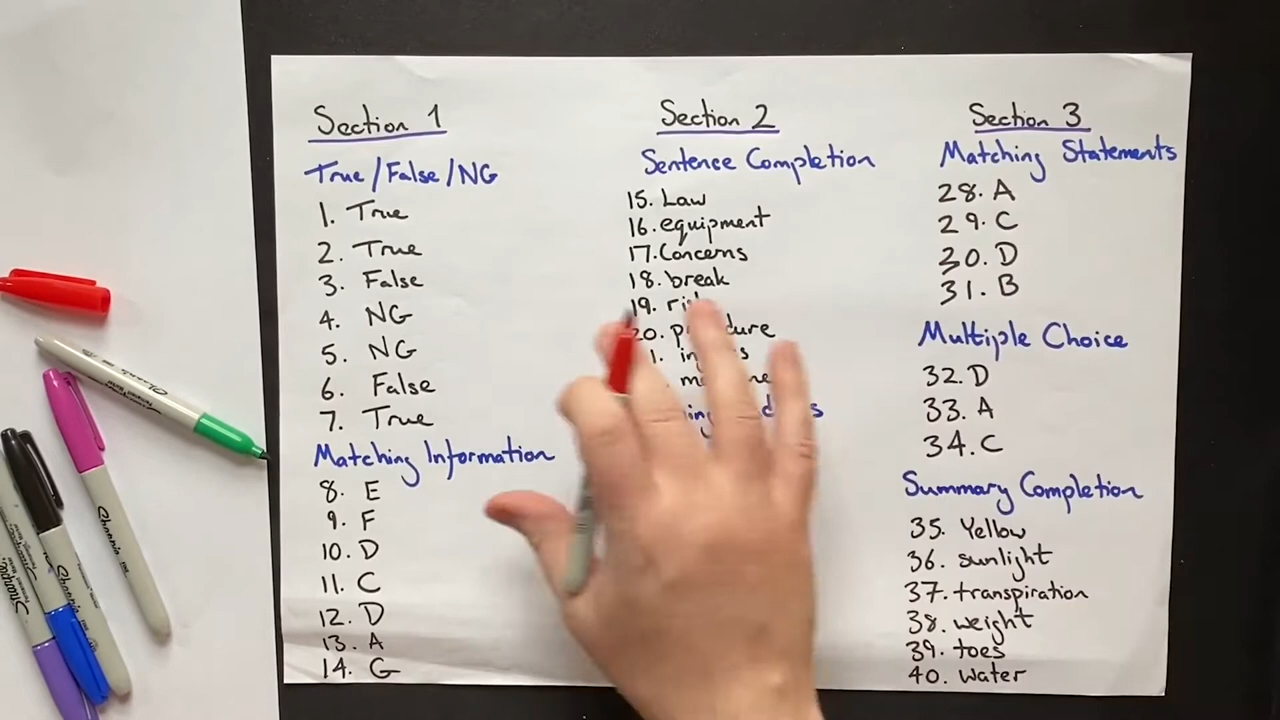 Section 1
True/False/NG
1. True
2. True
3. False
4. NG
5. NG
6. False
7. True
Matching Information
8. E
9. F
10. D
11. C
12. D
13. A
14. G
Section 2
Sentence Completion
15. Law
16. equipment
17. Concerns
18. break
19.
20.
Section 3
Matching Statements
28. A
29. C
30. D
31. B
Multiple Choice
32. D
33. A
34. C
Summary Completion
35. Yellow
36. sunlight
37. transpiration
38. weight
39. toes
40. water
Sharpie